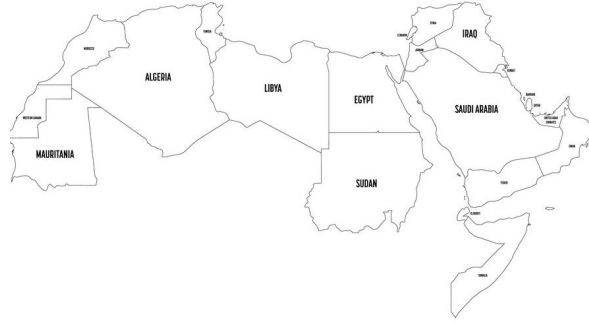 SYRIA
TUNISIA
LEBANON
IRAQ
MOROCCO
JORDAN
ALGERIA
KUWAIT
LIBYA
EGYPT
BAHRAIN
QATAR
SAUDI ARABIA
WESTERN SAHARA
UNITED ARAB
EMIRATES
OMAN
MAURITANIA
SUDAN
YEMEN
DJIBOUTI
SOMALIA